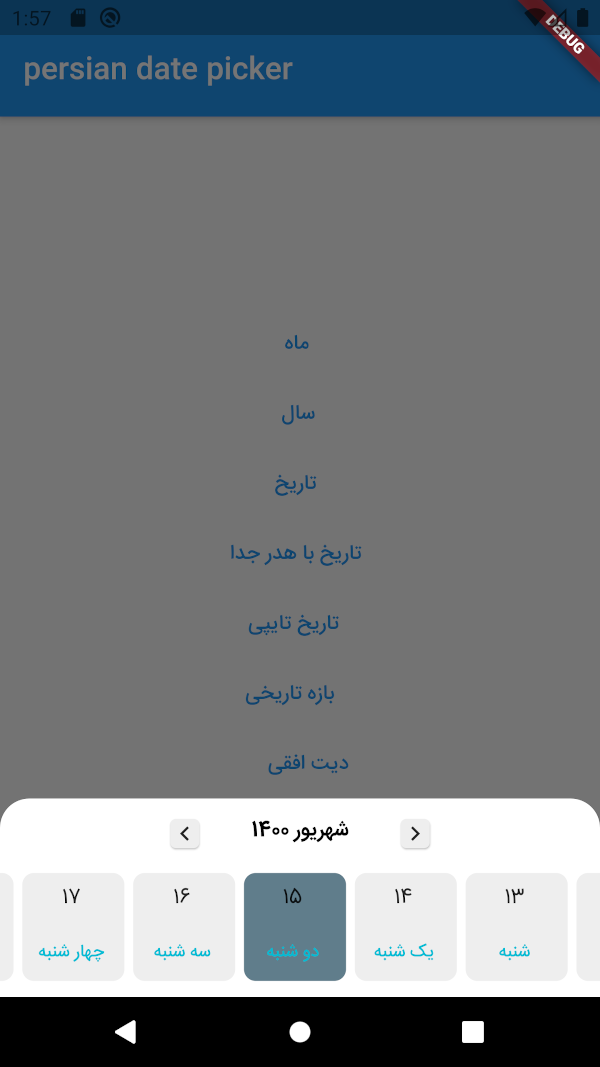 1:57
DEBUG
persian date picker
ماه
سال
تاریخ
تاریخ با هدر جدا
تاریخ تایپی
بازه تاریخی
دیت افقی
شهریور ۱۴۰۰
۱۳ ۱۴ ۱۵ ۱۶ ۱۷
شنبه یک شنبه دو شنبه سه شنبه چهار شنبه